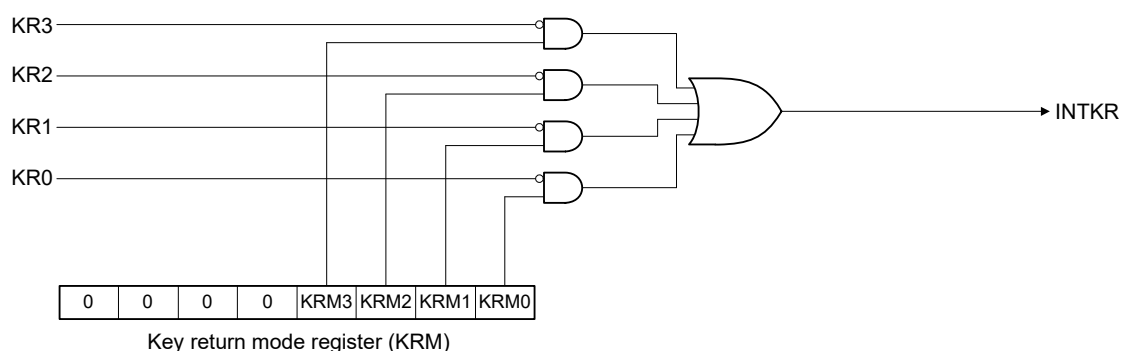 KR3
KR2
KR1
KR0
INTKR
0 0 0 0 KRM3 KRM2 KRM1 KRM0
Key return mode register (KRM)